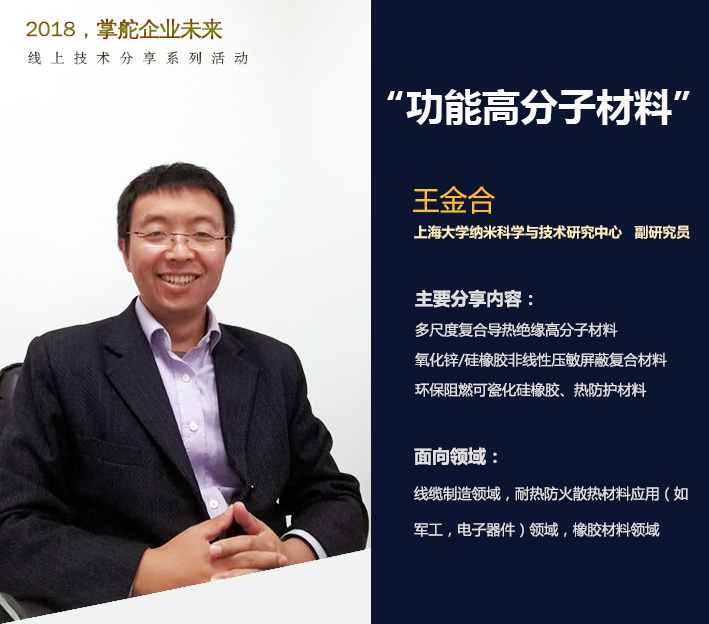 2018，掌舵企业未来
线上技术分享系列活动
“功能高分子材料”
王金合
上海大学纳米科学与技术研究中心 副研究员
主要分享内容：
多尺度复合导热绝缘高分子材料
氧化锌/硅橡胶非线性压敏屏蔽复合材料
环保阻燃可瓷化硅橡胶、热防护材料
面向领域：
线缆制造领域，耐热防火散热材料应用（如
军工，电子器件）领域，橡胶材料领域